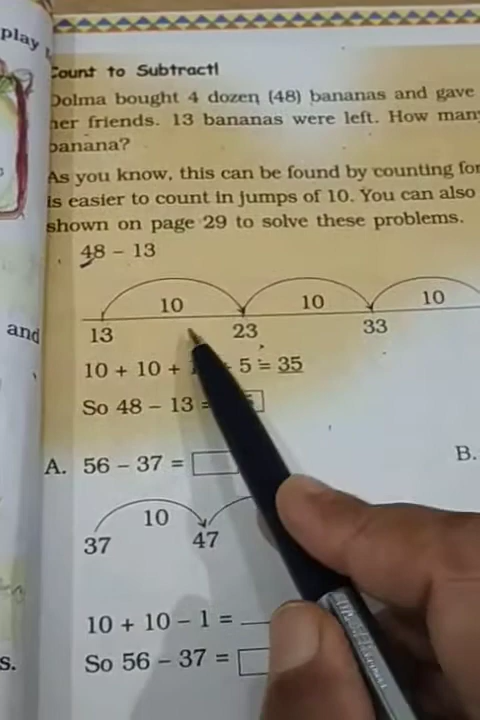 play
Count to Subtract!
Dolma bought 4 dozen (48) bananas and gave
her friends. 13 bananas were left. How many
banana?
As you know, this can be found by counting for
is easier to count in jumps of 10. You can also
shown on page 29 to solve these problems.
48 – 13
10 10 10
13 23 33
and
10 + 10 + 5 = 35
So 48 – 13 =
A. 56 – 37 = B.
10
37 47
10 + 10 – 1 =
So 56 – 37 =
s.